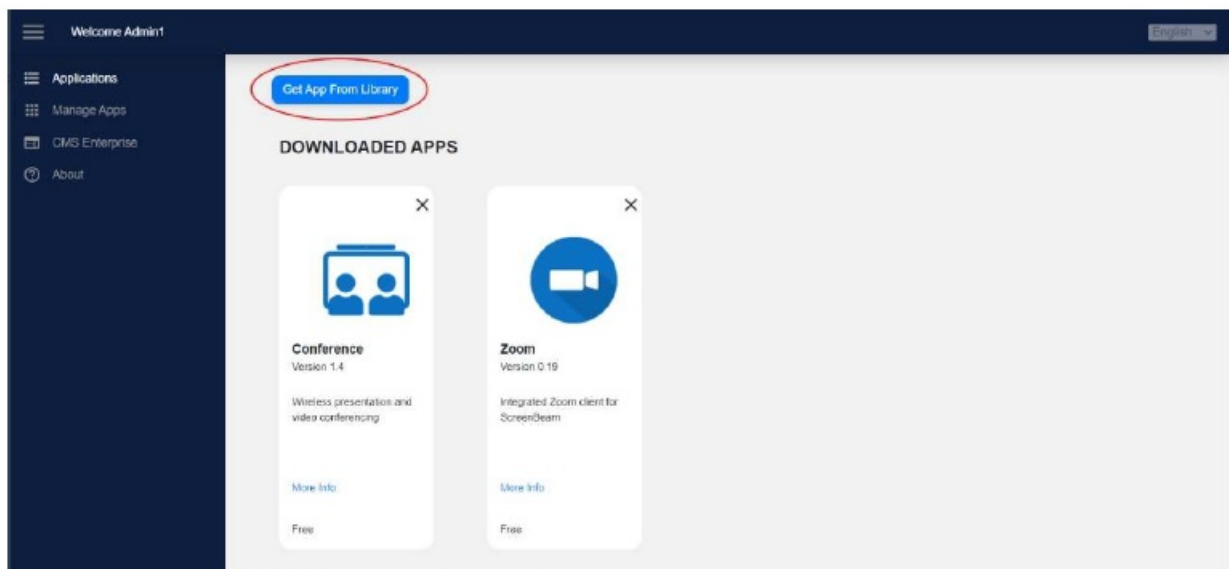 Welcome Admin1
English
Applications
Manage Apps
CMS Enterprise
About
Get App From Library
DOWNLOADED APPS
Conference
Version 1.4
Wireless presentation and
video conferencing
More Info
Free
Zoom
Version 0.19
Integrated Zoom client for
ScreenBeam
More Info
Free